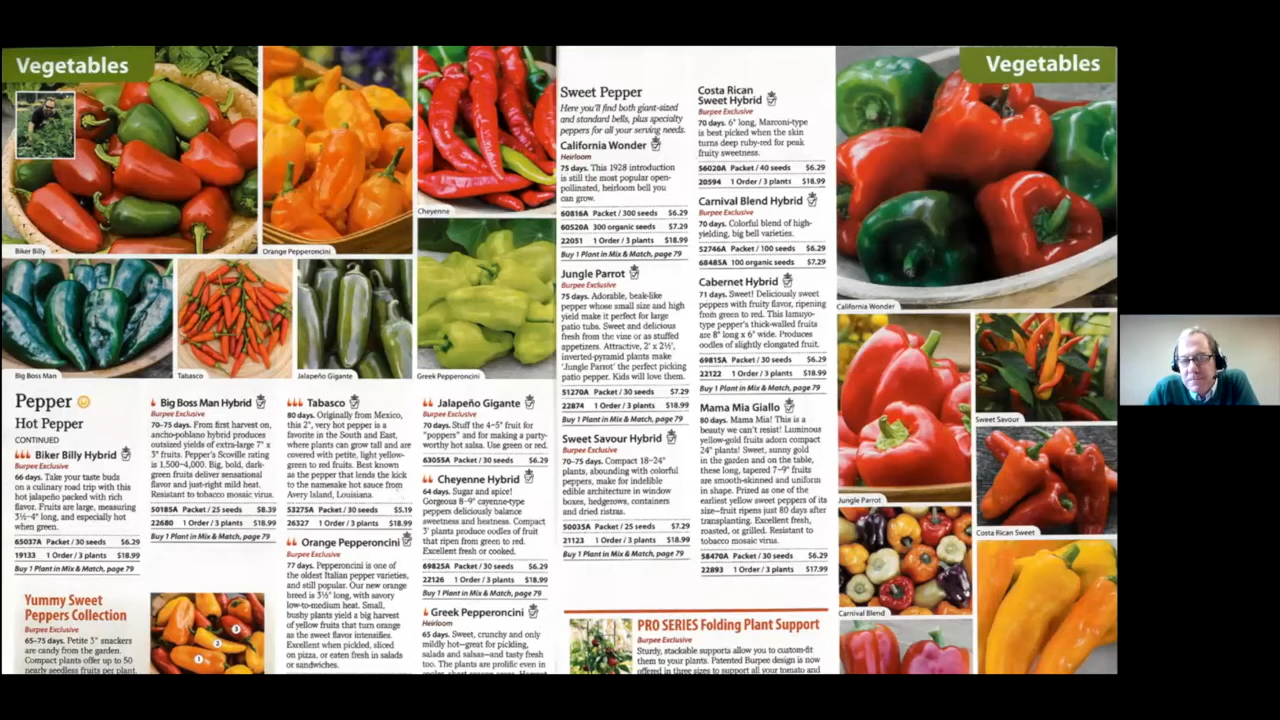 Vegetables
Biker Billy
Orange Pepperoncini
Cheyenne
Big Boss Man
Tabasco
Jalapeño Gigante
Greek Pepperoncini
Pepper
Hot Pepper
CONTINUED
Biker Billy Hybrid
Burpee Exclusive
66 days. Take your taste buds
on a culinary road trip with this
hot jalapeño packed with rich
flavor. Fruits are large, measuring
3½–4" long, and especially hot
when green.
65037A Packet / 30 seeds $6.29
19133 1 Order / 3 plants $18.99
Buy 1 Plant in Mix & Match, page 79
Yummy Sweet
Peppers Collection
Burpee Exclusive
65–75 days. Petite 3" snackers
are candy from the garden.
Compact plants offer up to 50
nearly seedless fruits per plant.
1
2
3
Big Boss Man Hybrid
Burpee Exclusive
70–75 days. From first harvest on,
ancho-poblano hybrid produces
outsized yields of extra-large 7" x
3" fruits. Pepper's Scoville rating
is 1,500–4,000. Big, bold, dark-
green fruits deliver sensational
flavor and just-right mild heat.
Resistant to tobacco mosaic virus.
50185A Packet / 25 seeds $8.39
22680 1 Order / 3 plants $18.99
Buy 1 Plant in Mix & Match, page 79
Tabasco
80 days. Originally from Mexico,
this 2", very hot pepper is a
favorite in the South and East,
where plants can grow tall and are
covered with petite, light yellow-
green to red fruits. Best known
as the pepper that lends the kick
to the namesake hot sauce from
Avery Island, Louisiana.
53275A Packet / 30 seeds $5.19
26327 1 Order / 3 plants $18.99
Orange Pepperoncini
Burpee Exclusive
77 days. Pepperoncini is one of
the oldest Italian pepper varieties,
and still popular. Our new orange
breed is 3½" long, with savory
low-to-medium heat. Small,
bushy plants yield a big harvest
of yellow fruits that turn orange
as the sweet flavor intensifies.
Excellent when pickled, sliced
on pizza, or eaten fresh in salads
or sandwiches.
Jalapeño Gigante
Burpee Exclusive
70 days. Stuff the 4–5" fruit for
"poppers" and for making a party-
worthy hot salsa. Use green or red.
63055A Packet / 30 seeds $6.29
Cheyenne Hybrid
Burpee Exclusive
64 days. Sugar and spice!
Gorgeous 8–9" cayenne-type
peppers deliciously balance
sweetness and heatness. Compact
3' plants produce oodles of fruit
that ripen from green to red.
Excellent fresh or cooked.
69825A Packet / 30 seeds $6.29
22126 1 Order / 3 plants $18.99
Buy 1 Plant in Mix & Match, page 79
Greek Pepperoncini
Heirloom
65 days. Sweet, crunchy and only
mildly hot—great for pickling,
salads and salsas—and tasty fresh
too. The plants are prolific even in
Sweet Pepper
Here you'll find both giant-sized
and standard bells, plus specialty
peppers for all your serving needs.
California Wonder
Heirloom
75 days. This 1928 introduction
is still the most popular open-
pollinated, heirloom bell you
can grow.
60816A Packet / 300 seeds $6.29
60520A 300 organic seeds $7.29
22051 1 Order / 3 plants $18.99
Buy 1 Plant in Mix & Match, page 79
Jungle Parrot
Burpee Exclusive
75 days. Adorable, beak-like
pepper whose small size and high
yield make it perfect for large
patio tubs. Sweet and delicious
fresh from the vine or as stuffed
appetizers. Attractive, 2' x 2½',
inverted-pyramid plants make
'Jungle Parrot' the perfect picking
patio pepper. Kids will love them.
51270A Packet / 30 seeds $7.29
22874 1 Order / 3 plants $18.99
Buy 1 Plant in Mix & Match, page 79
Sweet Savour Hybrid
Burpee Exclusive
70–75 days. Compact 18–24"
plants, abounding with colorful
peppers, make for indelible
edible architecture in window
boxes, hedgerows, containers
and dried ristras.
50035A Packet / 25 seeds $7.29
21123 1 Order / 3 plants $18.99
Buy 1 Plant in Mix & Match, page 79
Costa Rican
Sweet Hybrid
Burpee Exclusive
70 days. 6" long, Marconi-type
is best picked when the skin
turns deep ruby-red for peak
fruity sweetness.
56020A Packet / 40 seeds $6.29
20594 1 Order / 3 plants $18.99
Carnival Blend Hybrid
Burpee Exclusive
70 days. Colorful blend of high-
yielding, big bell varieties.
52746A Packet / 100 seeds $6.29
68485A 100 organic seeds $7.29
Cabernet Hybrid
Burpee Exclusive
71 days. Sweet! Deliciously sweet
peppers with fruity flavor, ripening
from green to red. This lamuyo-
type pepper's thick-walled fruits
are 8" long x 6" wide. Produces
oodles of slightly elongated fruit.
69815A Packet / 30 seeds $6.29
22122 1 Order / 3 plants $18.99
Buy 1 Plant in Mix & Match, page 79
Mama Mia Giallo
Burpee Exclusive
80 days. Mama Mia! This is a
beauty we can't resist! Luminous
yellow-gold fruits adorn compact
24" plants! Sweet, sunny gold
in the garden and on the table,
these long, tapered 7–9" fruits
are smooth-skinned and uniform
in shape. Prized as one of the
earliest yellow sweet peppers of its
size—fruit ripens just 80 days after
transplanting. Excellent fresh,
roasted, or grilled. Resistant to
tobacco mosaic virus.
58470A Packet / 30 seeds $6.29
22893 1 Order / 3 plants $17.99
PRO SERIES Folding Plant Support
Burpee Exclusive
Sturdy, stackable supports allow you to custom-fit
them to your plants. Patented Burpee design is now
offered in three sizes to support all your tomato and
Vegetables
California Wonder
Jungle Parrot
Sweet Savour
Costa Rican Sweet
Carnival Blend